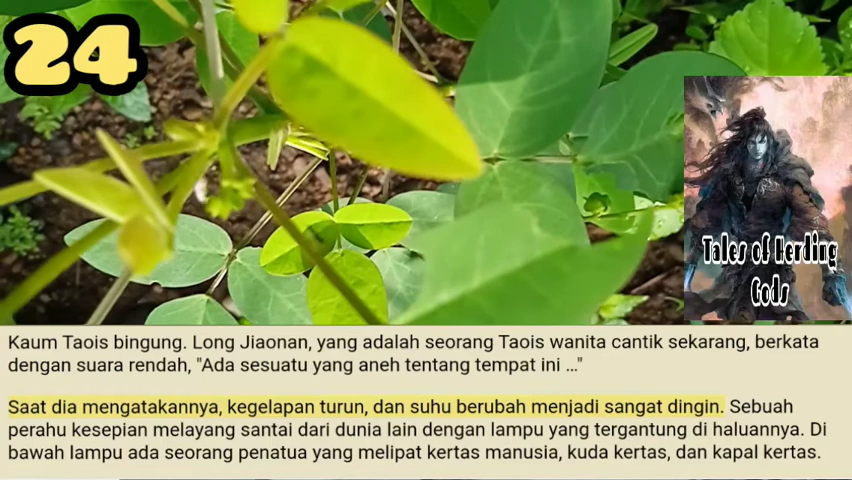 24
Tales of Herding
Gods
Kaum Taois bingung. Long Jiaonan, yang adalah seorang Taois wanita cantik sekarang, berkata
dengan suara rendah, "Ada sesuatu yang aneh tentang tempat ini ..."
Saat dia mengatakannya, kegelapan turun, dan suhu berubah menjadi sangat dingin. Sebuah
perahu kesepian melayang santai dari dunia lain dengan lampu yang tergantung di haluannya. Di
bawah lampu ada seorang penatua yang melipat kertas manusia, kuda kertas, dan kapal kertas.